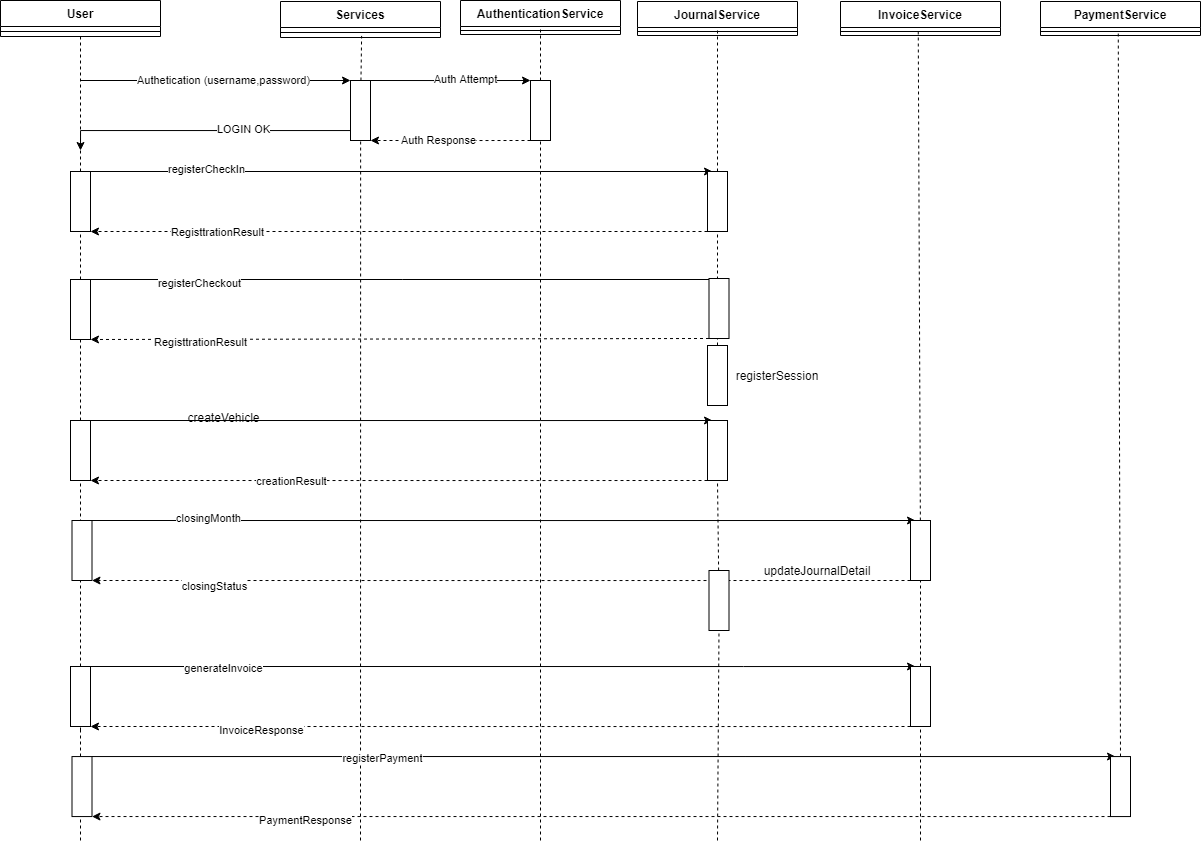 User
Services
AuthenticationService
JournalService
InvoiceService
PaymentService
Authetication (username,password)
Auth Attempt
LOGIN OK
Auth Response
registerCheckIn
RegisttrationResult
registerCheckout
RegisttrationResult
registerSession
createVehicle
creationResult
closingMonth
updateJournalDetail
closingStatus
generateInvoice
InvoiceResponse
registerPayment
PaymentResponse